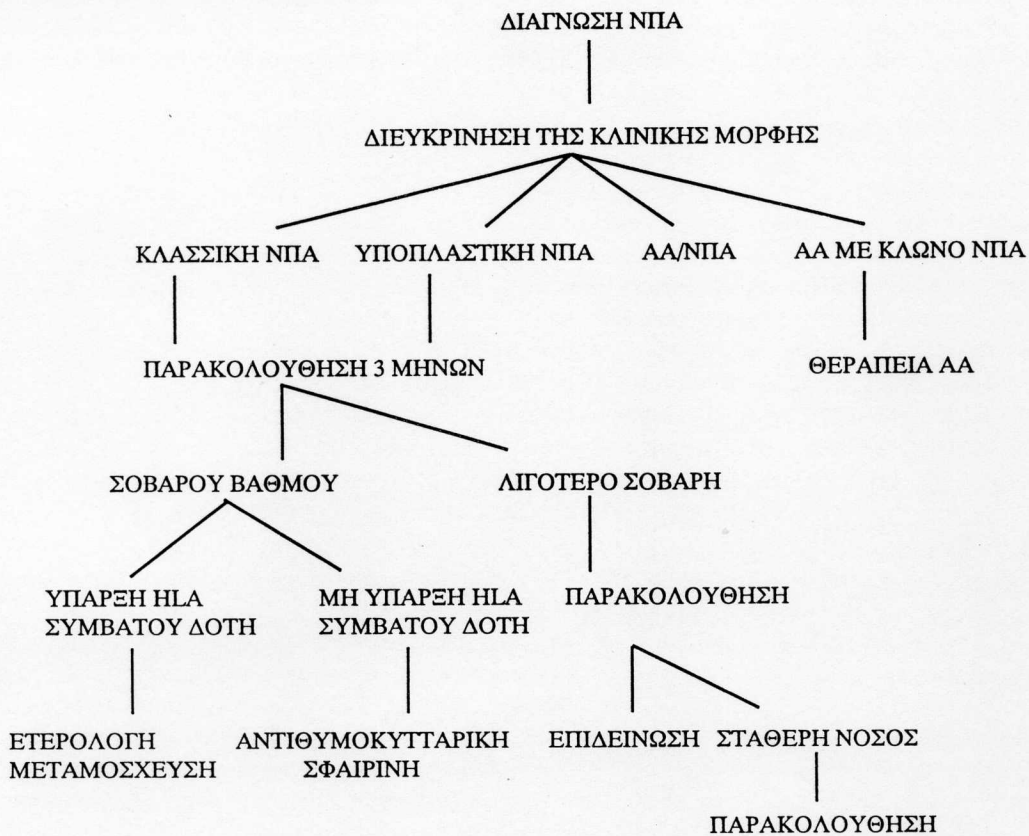 ΔΙΑΓΝΩΣΗ ΝΠΑ
ΔΙΕΥΚΡΙΝΗΣΗ ΤΗΣ ΚΛΙΝΙΚΗΣ ΜΟΡΦΗΣ
ΚΛΑΣΣΙΚΗ ΝΠΑ ΥΠΟΠΛΑΣΤΙΚΗ ΝΠΑ ΑΑ/ΝΠΑ ΑΑ ΜΕ ΚΛΩΝΟ ΝΠΑ
ΠΑΡΑΚΟΛΟΥΘΗΣΗ 3 ΜΗΝΩΝ ΘΕΡΑΠΕΙΑ ΑΑ
ΣΟΒΑΡΟΥ ΒΑΘΜΟΥ ΛΙΓΟΤΕΡΟ ΣΟΒΑΡΗ
ΥΠΑΡΞΗ HLA
ΣΥΜΒΑΤΟΥ ΔΟΤΗ
ΜΗ ΥΠΑΡΞΗ HLA
ΣΥΜΒΑΤΟΥ ΔΟΤΗ
ΠΑΡΑΚΟΛΟΥΘΗΣΗ
ΕΤΕΡΟΛΟΓΗ
ΜΕΤΑΜΟΣΧΕΥΣΗ
ΑΝΤΙΘΥΜΟΚΥΤΤΑΡΙΚΗ
ΣΦΑΙΡΙΝΗ
ΕΠΙΔΕΙΝΩΣΗ ΣΤΑΘΕΡΗ ΝΟΣΟΣ
ΠΑΡΑΚΟΛΟΥΘΗΣΗ